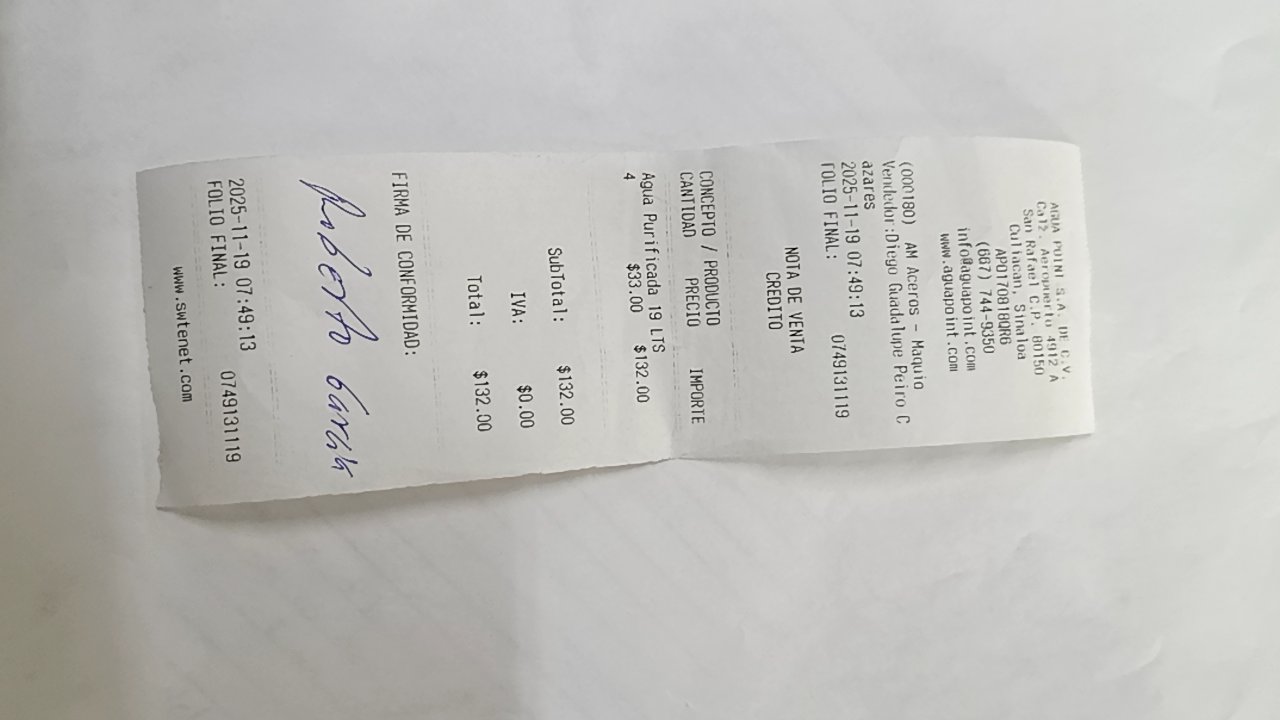 AGUA POINT S.A. DE C.V.
Calz. Aeropuerto 4912 A
San Rafael C.P. 80150
Culiacan, Sinaloa
APO170818QR6
(667) 744-9350
info@aguapoint.com
www.aguapoint.com
(000180) AM Aceros - Maquio
Vendedor:Diego Guadalupe Peiro C
azares
2025-11-19 07:49:13
FOLIO FINAL: 0749131119
NOTA DE VENTA
CREDITO
CONCEPTO / PRODUCTO
CANTIDAD PRECIO IMPORTE
Agua Purificada 19 LTS
4 $33.00 $132.00
SubTotal: $132.00
IVA: $0.00
Total: $132.00
FIRMA DE CONFORMIDAD:
Roberto Garcia
2025-11-19 07:49:13
FOLIO FINAL: 0749131119
www.swtenet.com